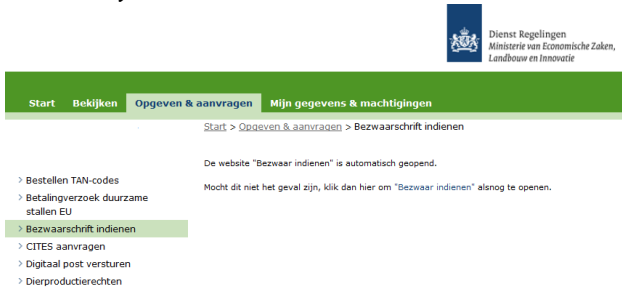 Dienst Regelingen
Ministerie van Economische Zaken,
Landbouw en Innovatie
Start Bekijken Opgeven & aanvragen Mijn gegevens & machtigingen
Start > Opgeven & aanvragen > Bezwaarschrift indienen
De website "Bezwaar indienen" is automatisch geopend.
Mocht dit niet het geval zijn, klik dan hier om "Bezwaar indienen" alsnog te openen.
> Bestellen TAN-codes
> Betalingverzoek duurzame
stallen EU
> Bezwaarschrift indienen
> CITES aanvragen
> Digitaal post versturen
> Dierproductierechten